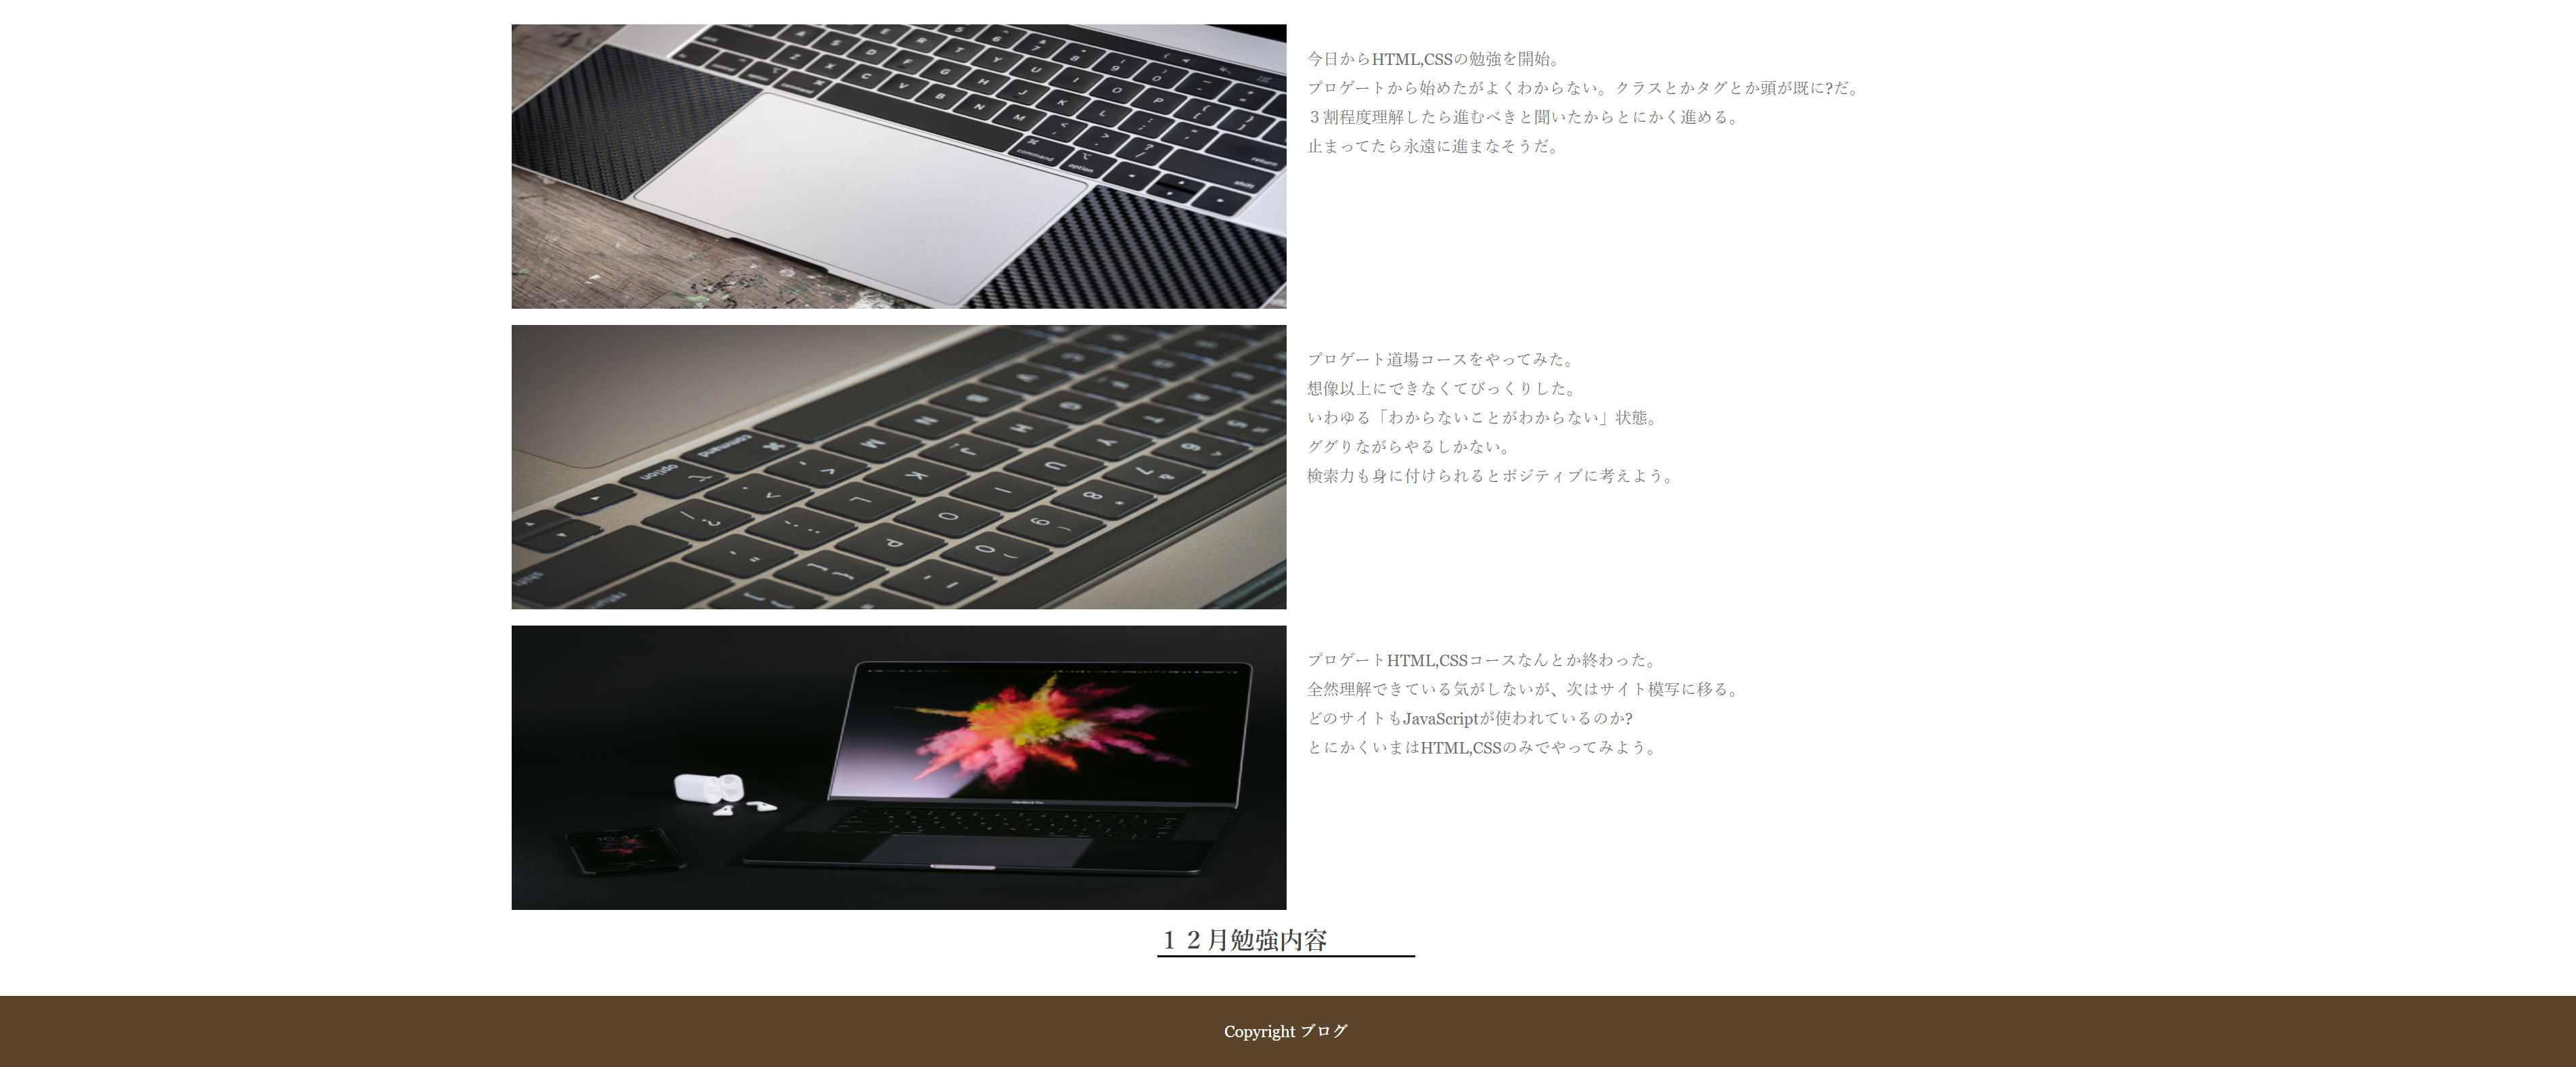 今日からHTML,CSSの勉強を開始。
プロゲートから始めたがよくわからない。クラスとかタグとか頭が既に?だ。
３割程度理解したら進むべきと聞いたからとにかく進める。
止まってたら永遠に進まなそうだ。
プロゲート道場コースをやってみた。
想像以上にできなくてびっくりした。
いわゆる「わからないことがわからない」状態。
ググりながらやるしかない。
検索力も身に付けられるとポジティブに考えよう。
プロゲートHTML,CSSコースなんとか終わった。
全然理解できている気がしないが、次はサイト模写に移る。
どのサイトもJavaScriptが使われているのか?
とにかくいまはHTML,CSSのみでやってみよう。
１２月勉強内容
Copyright ブログ